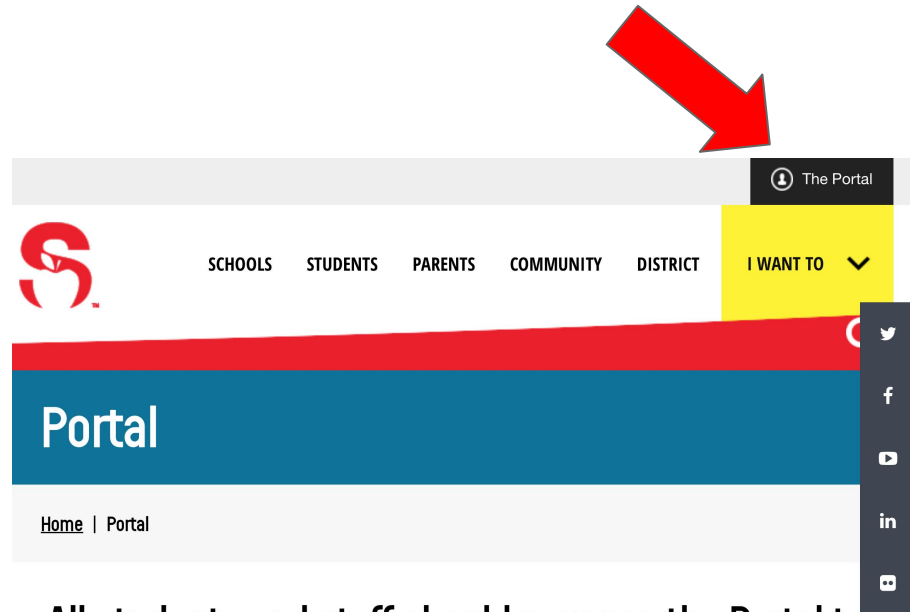 The Portal
SCHOOLS STUDENTS PARENTS COMMUNITY DISTRICT I WANT TO
Portal
Home | Portal